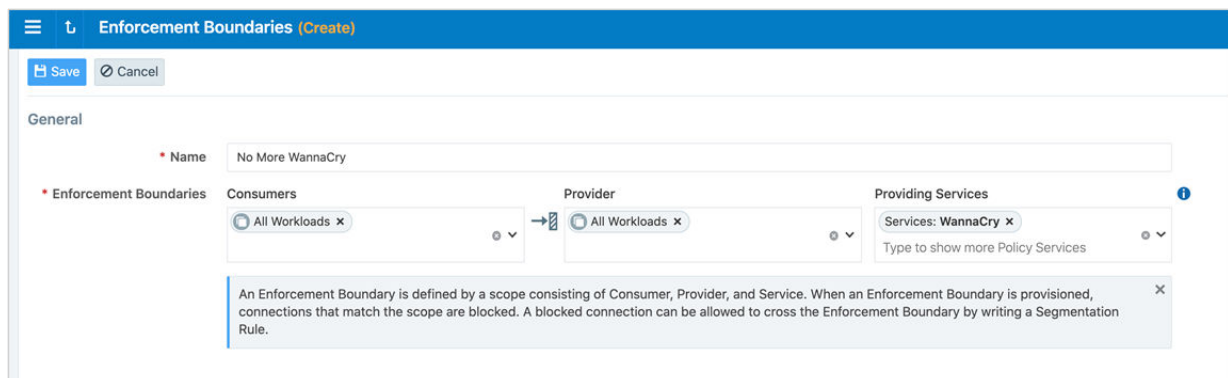 Enforcement Boundaries (Create)
Save Cancel
General
* Name No More WannaCry
* Enforcement Boundaries Consumers Provider Providing Services
All Workloads × All Workloads × Services: WannaCry ×
Type to show more Policy Services
An Enforcement Boundary is defined by a scope consisting of Consumer, Provider, and Service. When an Enforcement Boundary is provisioned,
connections that match the scope are blocked. A blocked connection can be allowed to cross the Enforcement Boundary by writing a Segmentation
Rule.